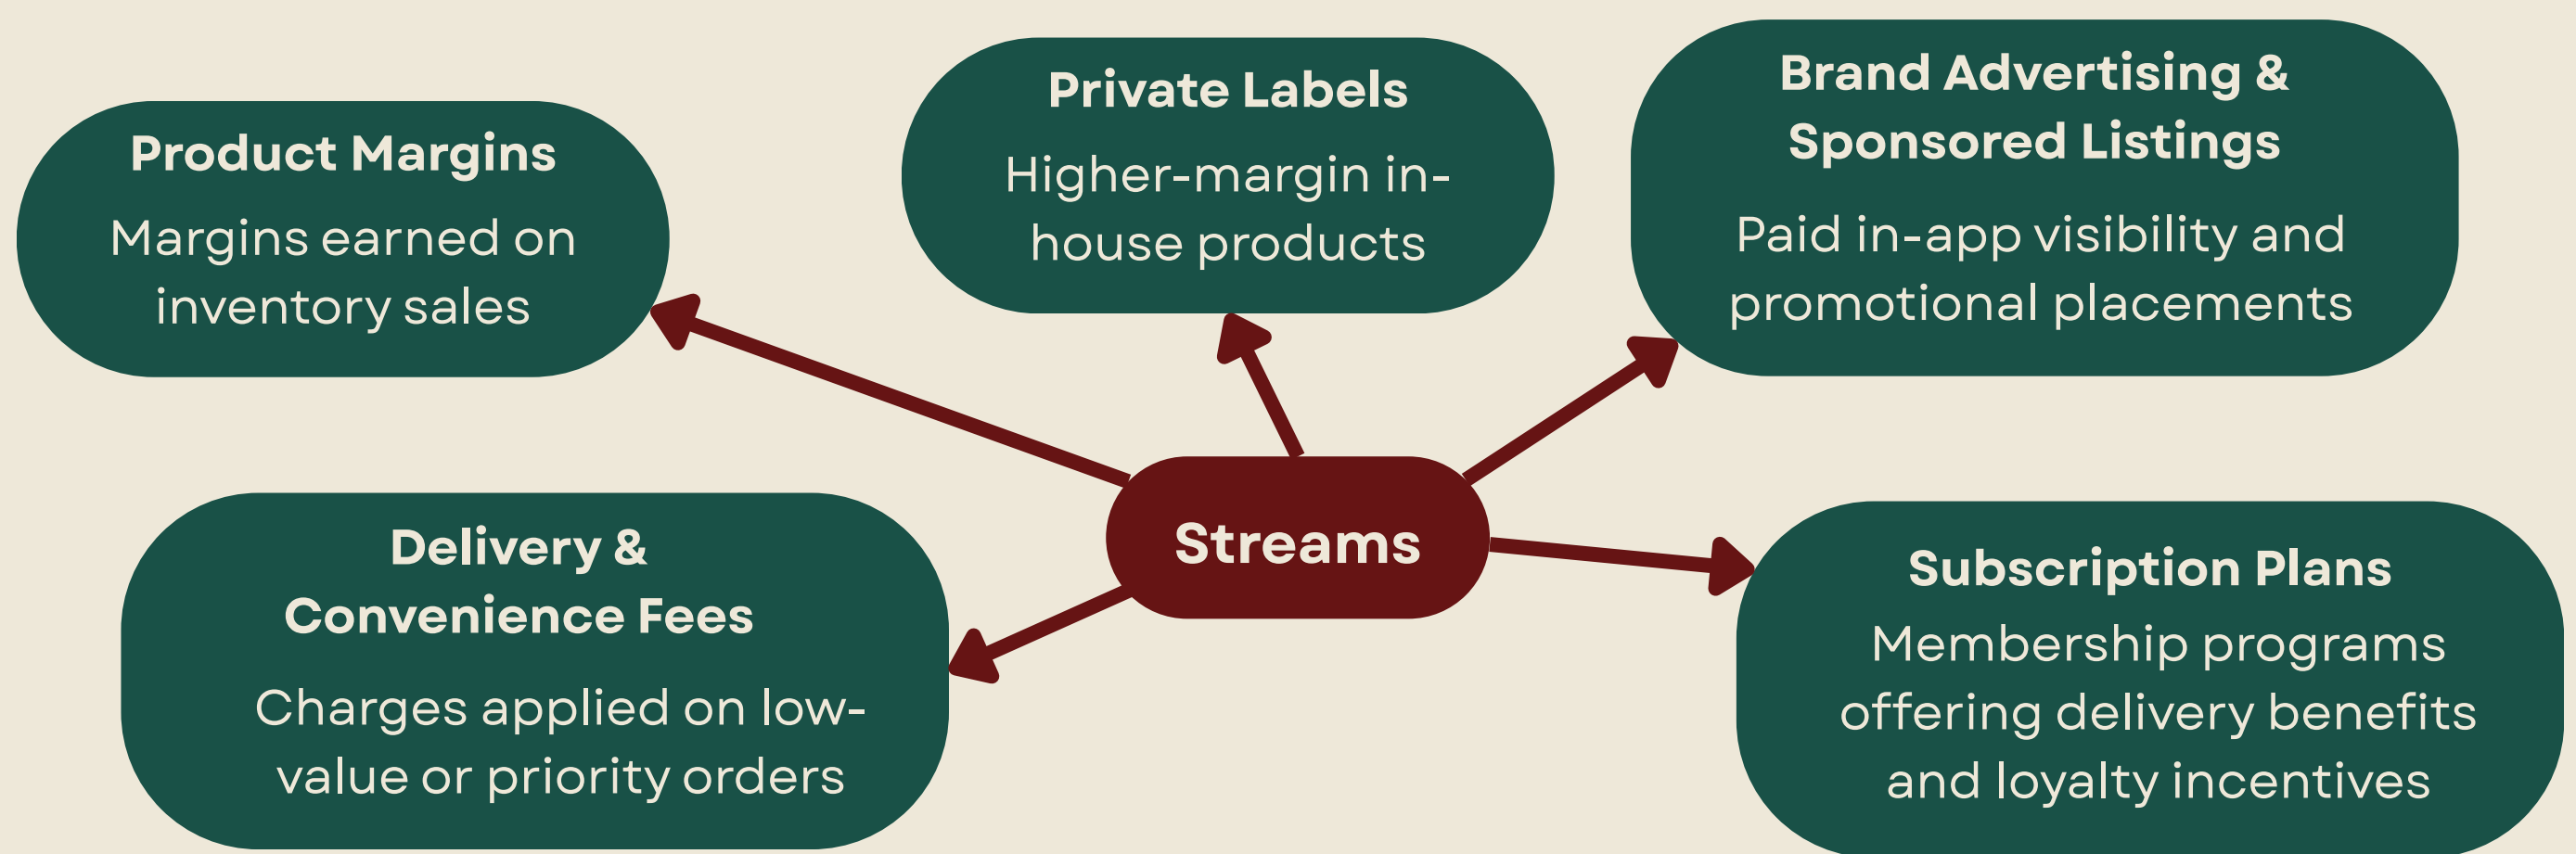 Product Margins
Margins earned on
inventory sales
Private Labels
Higher-margin in-
house products
Brand Advertising &
Sponsored Listings
Paid in-app visibility and
promotional placements
Streams
Delivery &
Convenience Fees
Charges applied on low-
value or priority orders
Subscription Plans
Membership programs
offering delivery benefits
and loyalty incentives